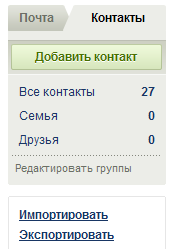 Почта Контакты
Добавить контакт
Все контакты 27
Семья 0
Друзья 0
Редактировать группы
Импортировать
Экспортировать